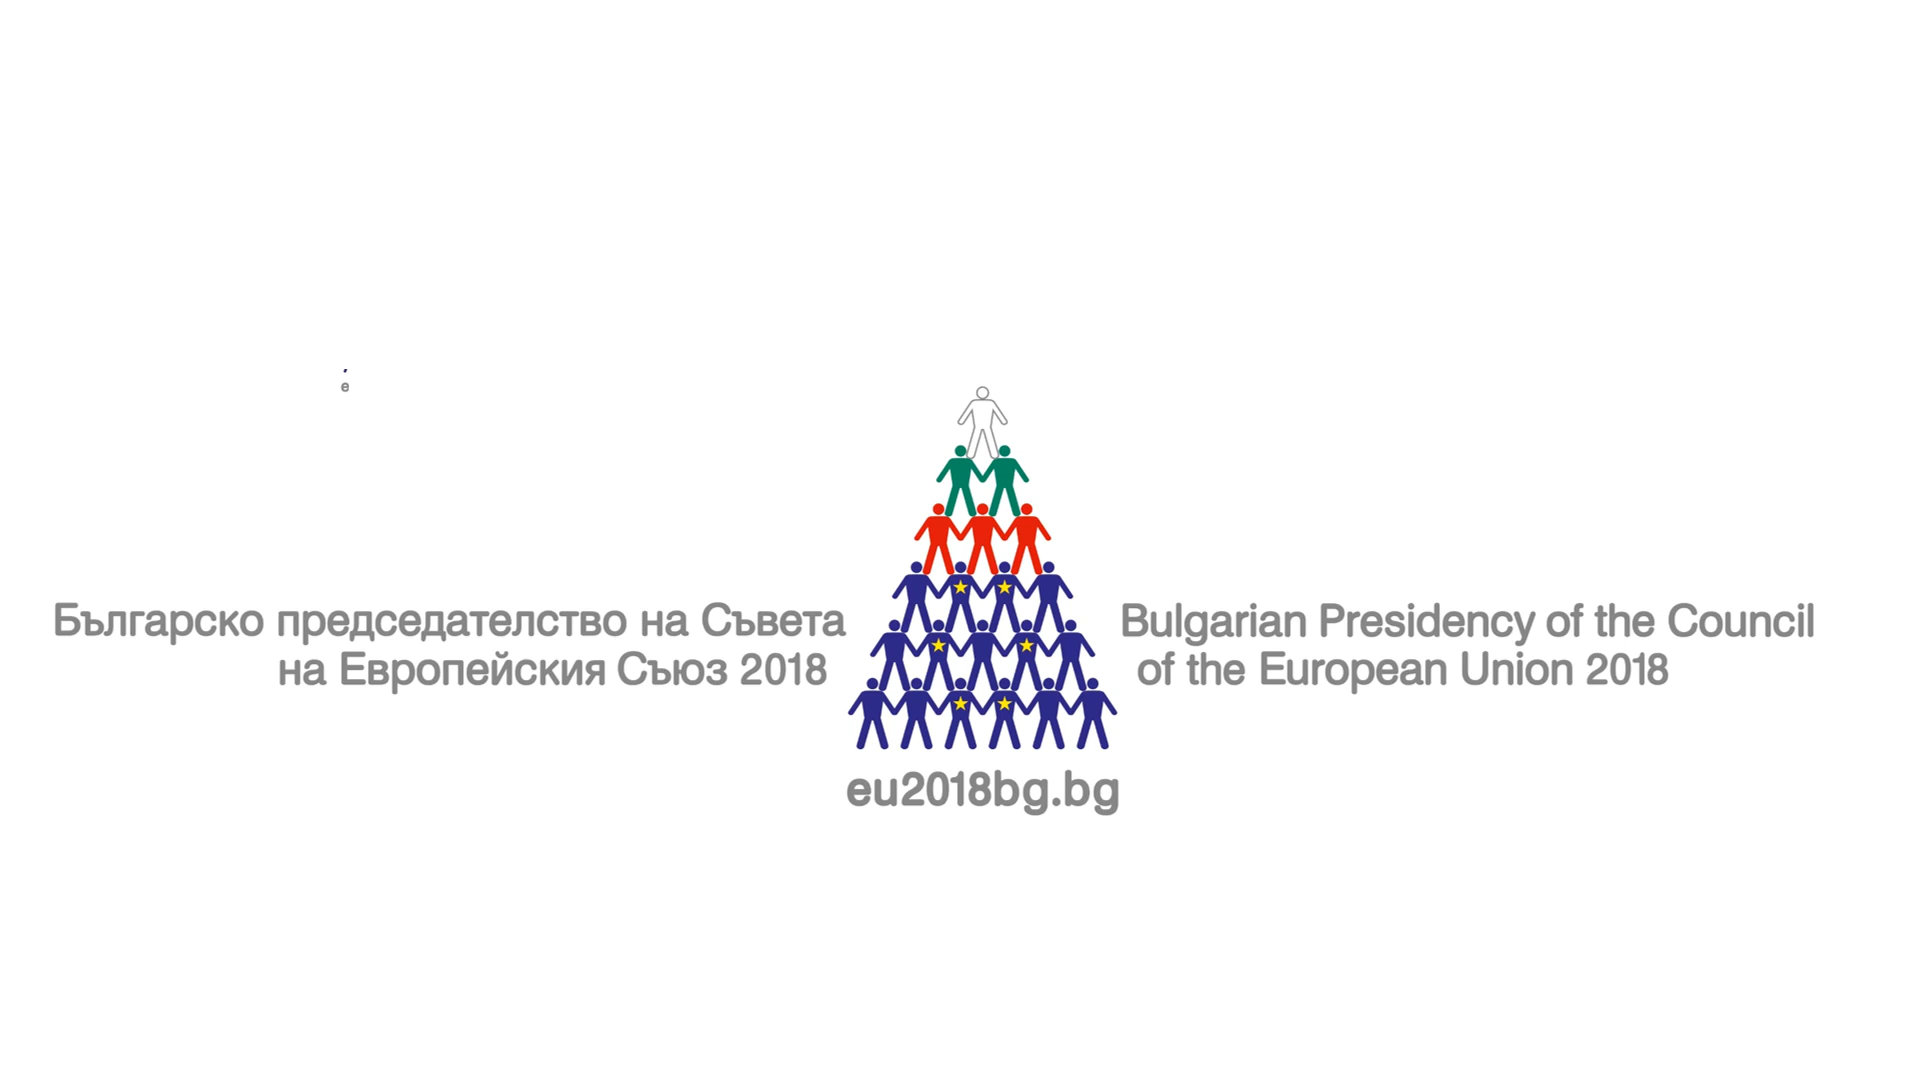 e
Българско председателство на Съвета
на Европейския Съюз 2018
Bulgarian Presidency of the Council
of the European Union 2018
eu2018bg.bg